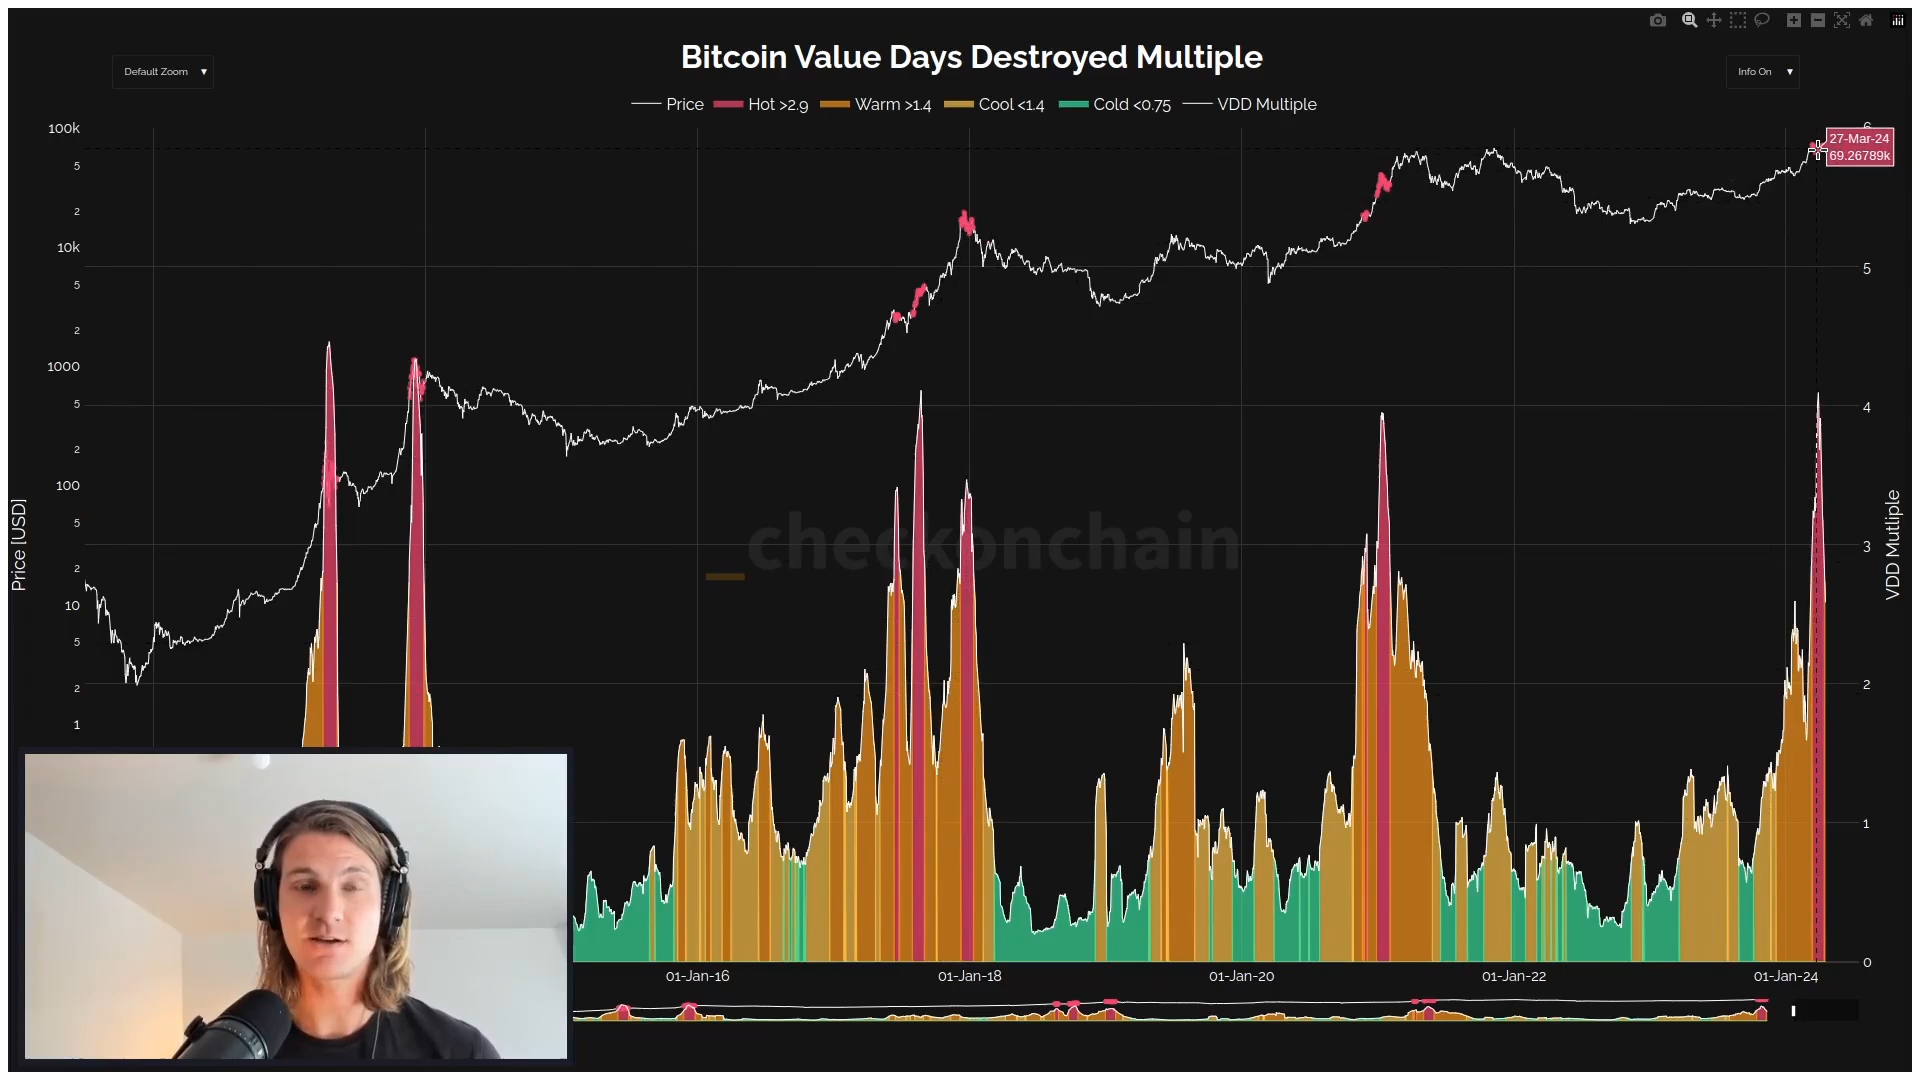 Bitcoin Value Days Destroyed Multiple
Default Zoom ▼
Info On ▼
Price Hot >2.9 Warm >1.4 Cool <1.4 Cold <0.75 VDD Multiple
100k
5
2
10k
5
2
1000
5
2
100
5
2
10
5
2
1
Price [USD]
6
5
4
3
2
1
0
VDD Mutliple
27-Mar-24
69.26789k
_checkonchain
01-Jan-16 01-Jan-18 01-Jan-20 01-Jan-22 01-Jan-24